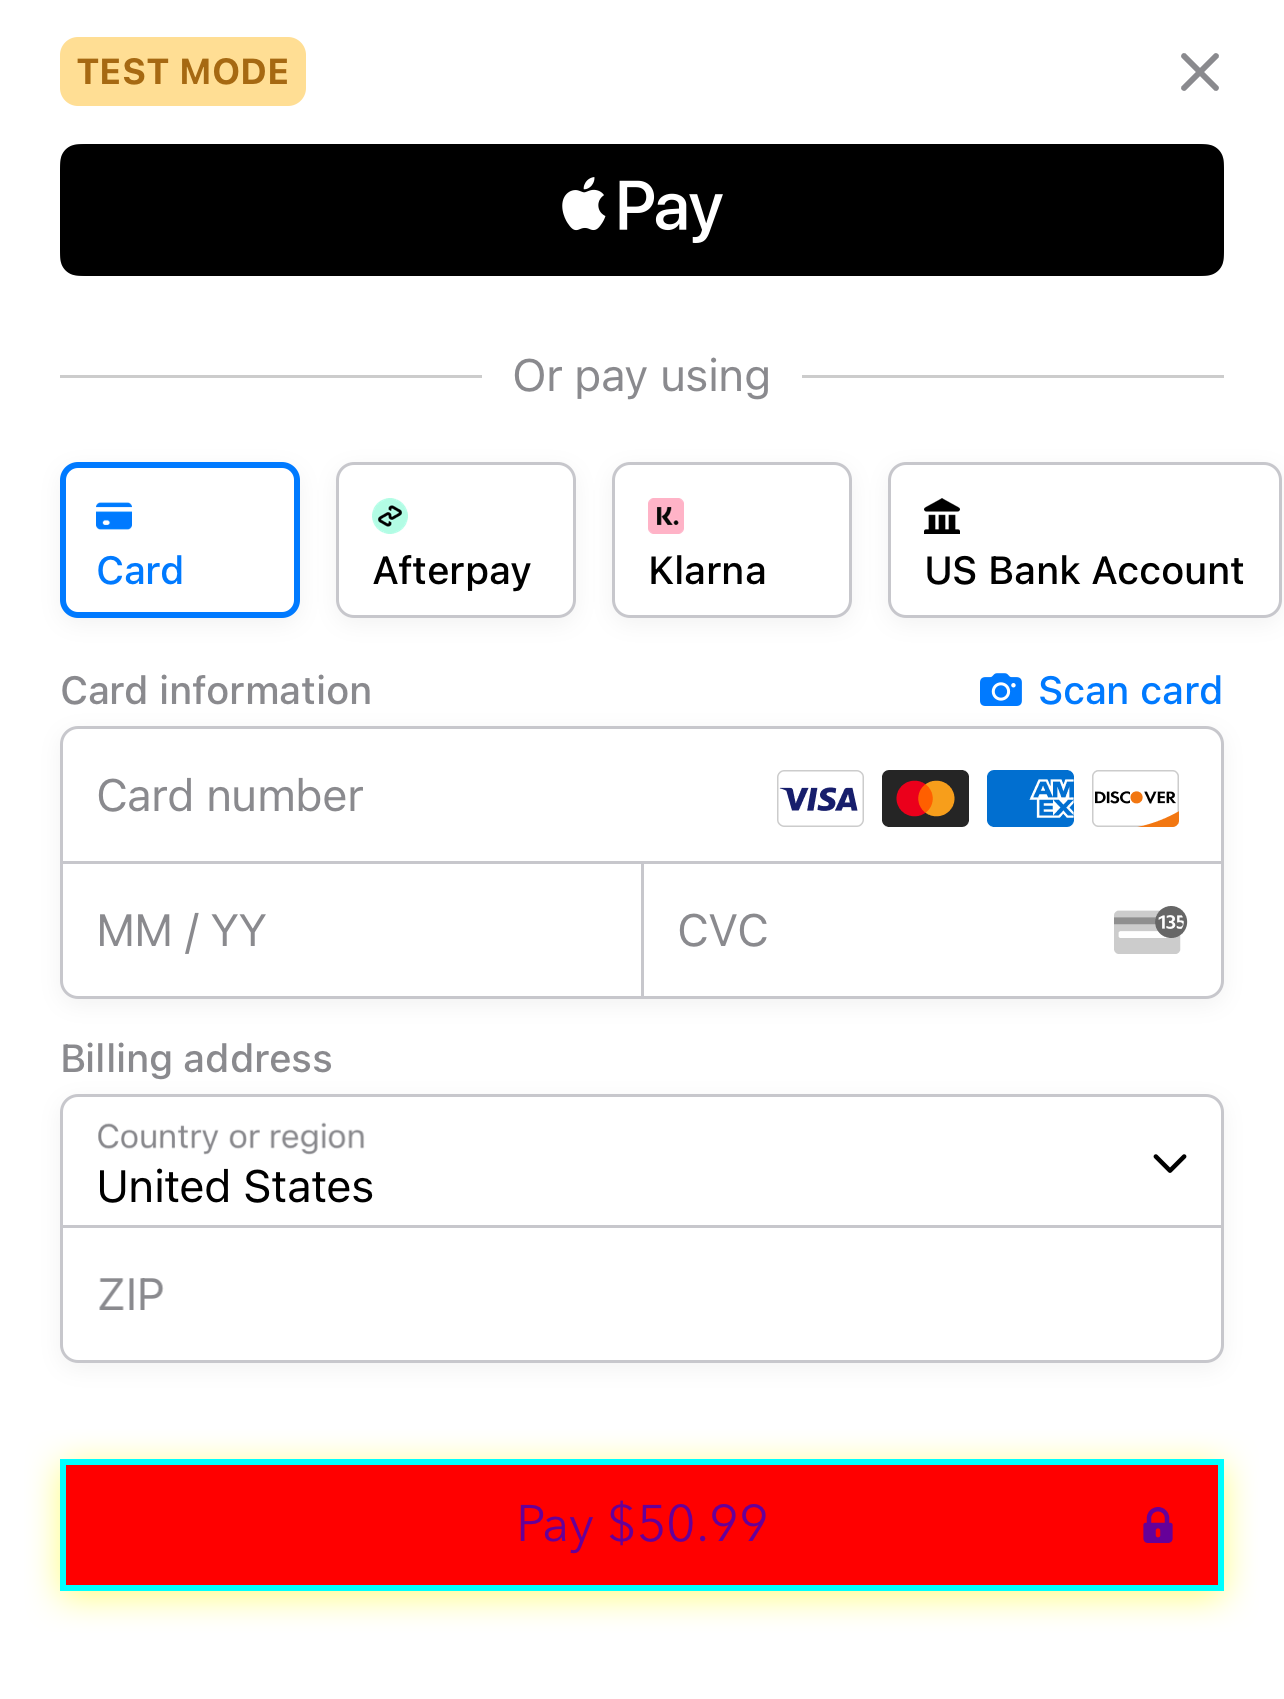 TEST MODE
Pay
Or pay using
K.
Card
Afterpay
Klarna
US Bank Account
Card information
Scan card
Card number
VISA
AM
EX
DISCOVER
MM / YY
CVC
135
Billing address
Country or region
United States
ZIP
Pay $50.99